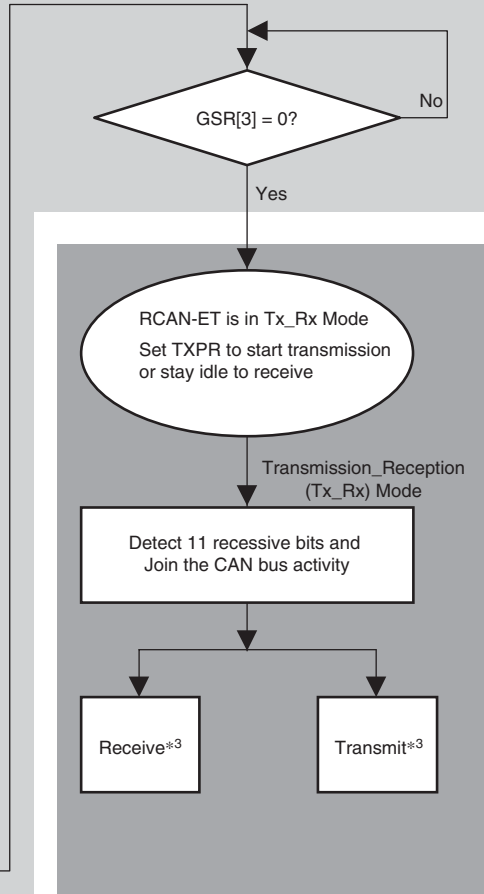 GSR[3] = 0?
No
Yes
RCAN-ET is in Tx_Rx Mode
Set TXPR to start transmission
or stay idle to receive
Transmission_Reception
(Tx_Rx) Mode
Detect 11 recessive bits and
Join the CAN bus activity
Receive*3
Transmit*3